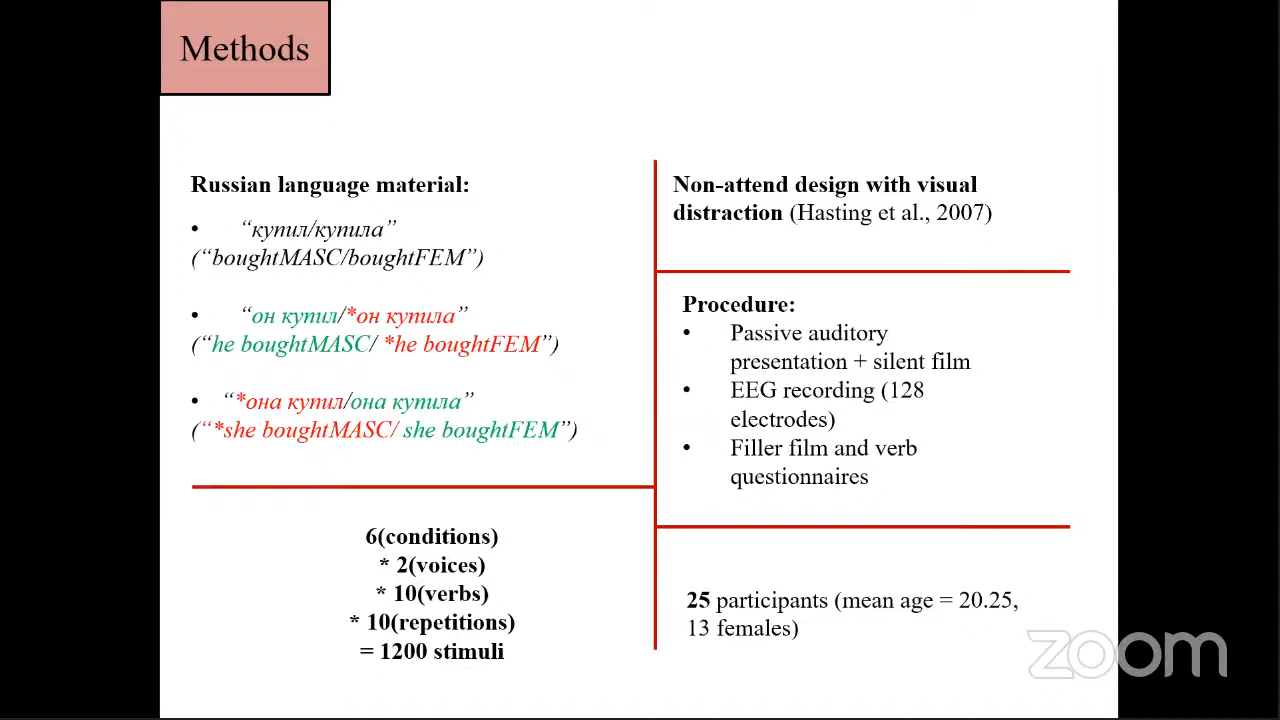 Methods
Russian language material:
• “купил/купила”
(“boughtMASC/boughtFEM”)
• “он купил/*он купила”
(“he boughtMASC/ *he boughtFEM”)
• “*она купил/она купила”
(“*she boughtMASC/ she boughtFEM”)
6(conditions)
* 2(voices)
* 10(verbs)
* 10(repetitions)
= 1200 stimuli
Non-attend design with visual
distraction (Hasting et al., 2007)
Procedure:
• Passive auditory
presentation + silent film
• EEG recording (128
electrodes)
• Filler film and verb
questionnaires
25 participants (mean age = 20.25,
13 females)
zoom